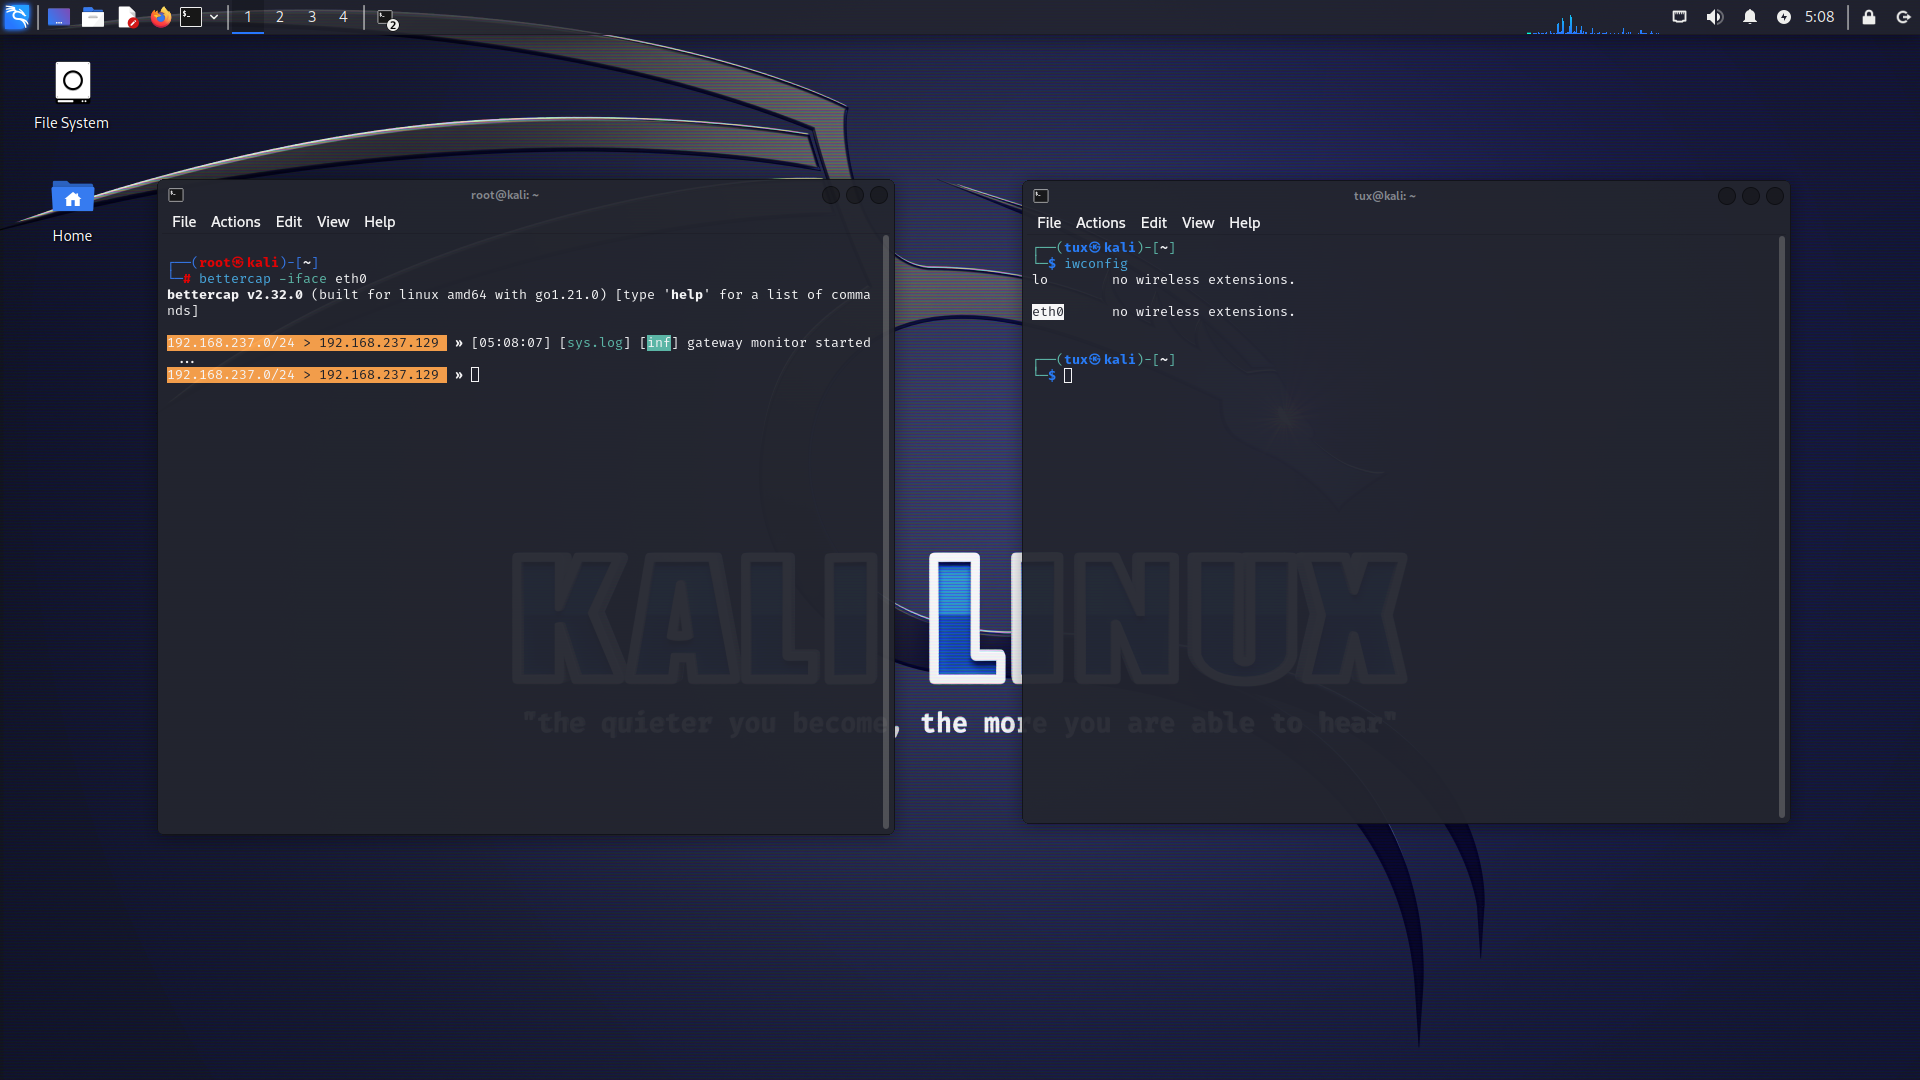 1 2 3 4 2
5:08
File System
Home
root@kali: ~
File Actions Edit View Help
┌──(root㉿kali)-[~]
└─# bettercap -iface eth0
bettercap v2.32.0 (built for linux amd64 with go1.21.0) [type 'help' for a list of comma
nds]
192.168.237.0/24 > 192.168.237.129 » [05:08:07] [sys.log] [inf] gateway monitor started
...
192.168.237.0/24 > 192.168.237.129 »
tux@kali: ~
File Actions Edit View Help
┌──(tux㉿kali)-[~]
└─$ iwconfig
lo no wireless extensions.
eth0 no wireless extensions.
┌──(tux㉿kali)-[~]
└─$
KALI LINUX
"the quieter you become, the more you are able to hear"